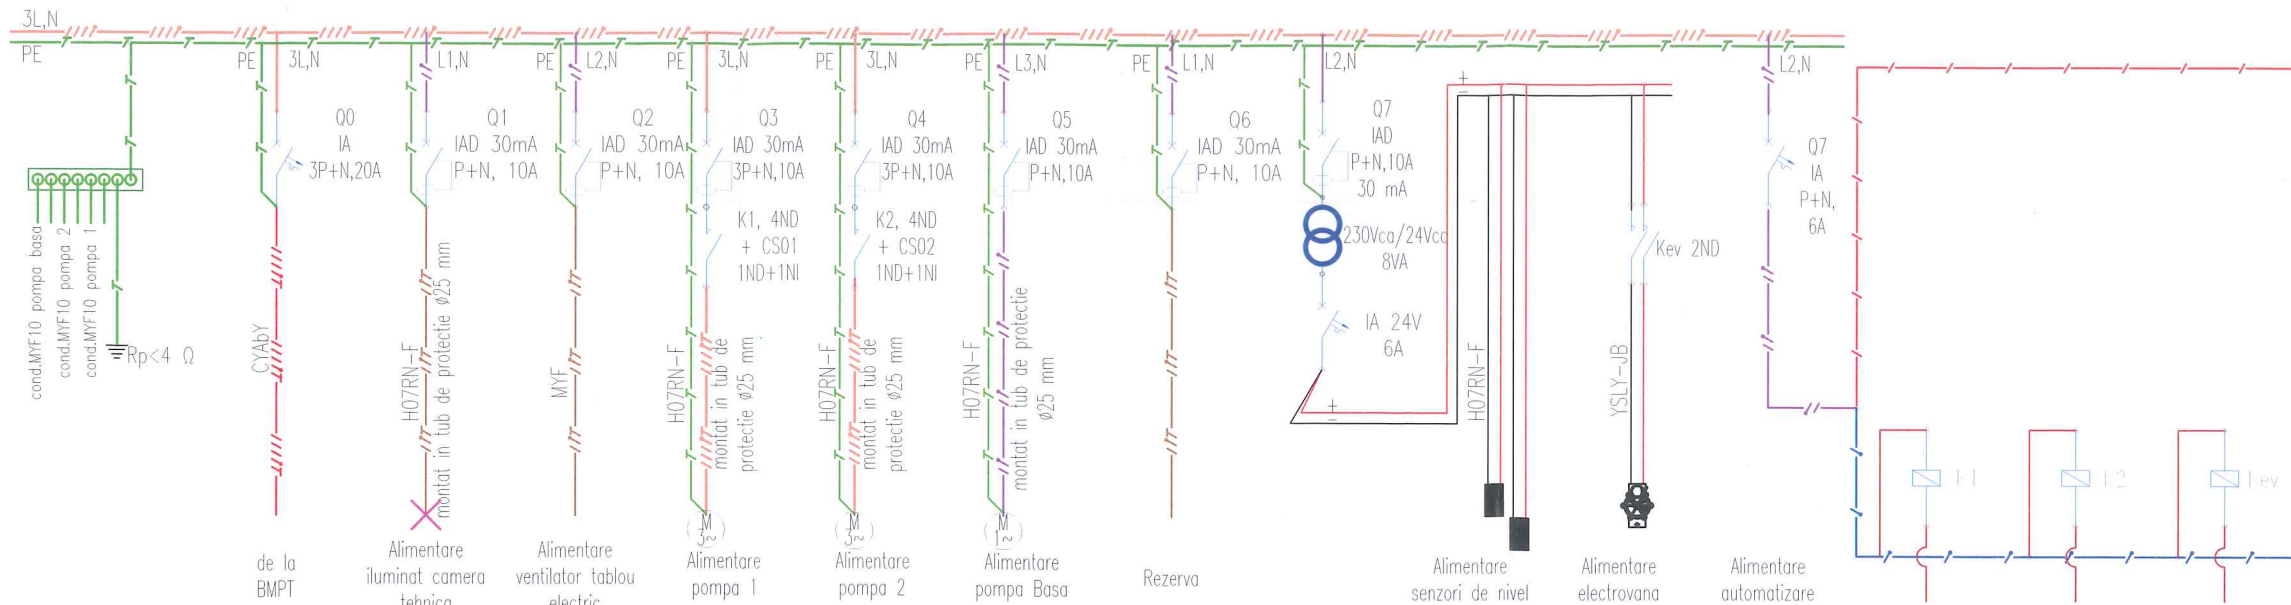 3L,N
PE
cond.MYF10 pompa basa
cond.MYF10 pompa 2
cond.MYF10 pompa 1
Rp<4 Ω
PE
3L,N
Q0
IA
3P+N,20A
CYAbY
de la
BMPT
L1,N
Q1
IAD 30mA
P+N, 10A
H07RN-F
montat in tub de protectie ø25 mm
Alimentare
iluminat camera
tehnica
PE
L2,N
Q2
IAD 30mA
P+N, 10A
MYF
Alimentare
ventilator tablou
electric
PE
3L,N
Q3
IAD 30mA
3P+N,10A
K1, 4ND
+ CS01
1ND+1NI
H07RN-F
montat in tub de
protectie ø25 mm
M
3~
Alimentare
pompa 1
PE
3L,N
Q4
IAD 30mA
3P+N,10A
K2, 4ND
+ CS02
1ND+1NI
H07RN-F
montat in tub de
protectie ø25 mm
M
3~
Alimentare
pompa 2
PE
L3,N
Q5
IAD 30mA
P+N,10A
H07RN-F
montat in tub de protectie
ø25 mm
M
1~
Alimentare
pompa Basa
PE
L1,N
Q6
IAD 30mA
P+N, 10A
Rezerva
L2,N
Q7
IAD
P+N,10A
30 mA
230Vca/24Vcc
8VA
IA 24V
6A
+
−
+
−
H07RN-F
Alimentare
senzori de nivel
Kev 2ND
YSLY-JB
Alimentare
electrovana
L2,N
Q7
IA
P+N,
6A
Alimentare
automatizare
K1
K2
Kev